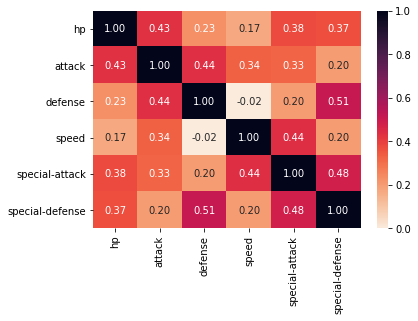 hp 1.00 0.43 0.23 0.17 0.38 0.37
attack 0.43 1.00 0.44 0.34 0.33 0.20
defense 0.23 0.44 1.00 -0.02 0.20 0.51
speed 0.17 0.34 -0.02 1.00 0.44 0.20
special-attack 0.38 0.33 0.20 0.44 1.00 0.48
special-defense 0.37 0.20 0.51 0.20 0.48 1.00
hp
attack
defense
speed
special-attack
special-defense
1.0
0.8
0.6
0.4
0.2
0.0